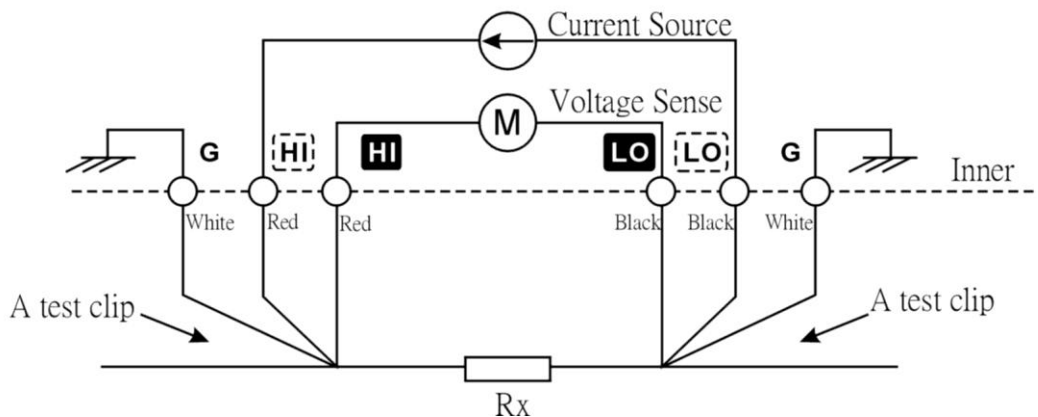 Current Source
Voltage Sense
M
G HI HI LO LO G
Inner
White Red Red Black Black White
A test clip A test clip
Rx